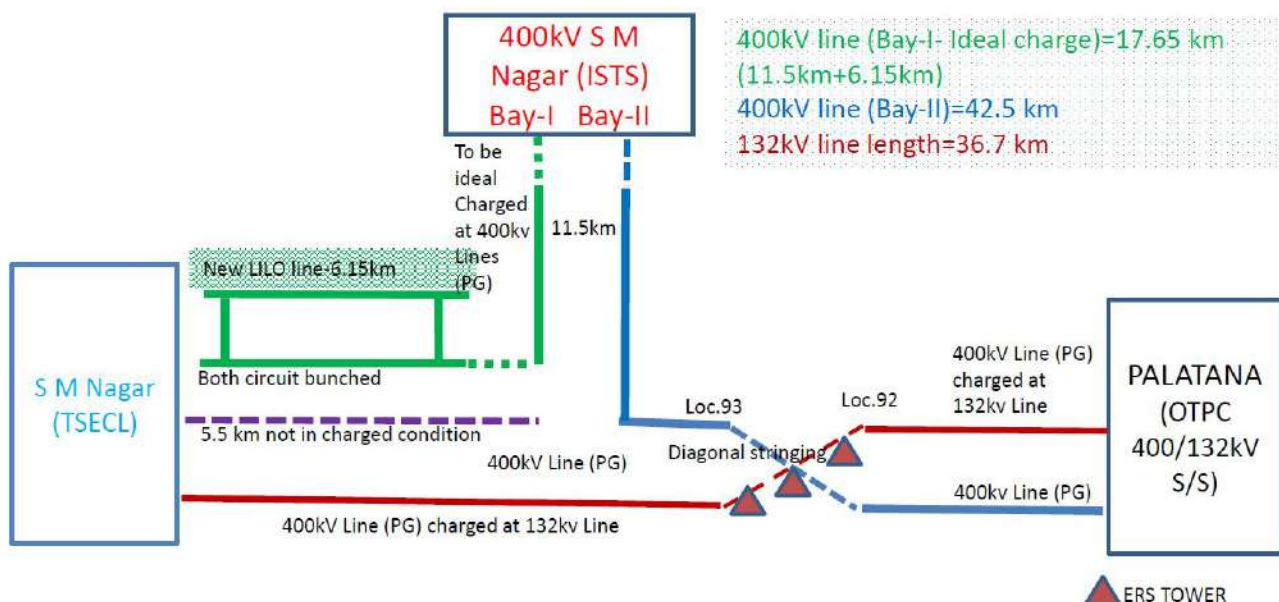 400kV S M
Nagar (ISTS)
Bay-I Bay-II
400kV line (Bay-I- Ideal charge)=17.65 km
(11.5km+6.15km)
400kV line (Bay-II)=42.5 km
132kV line length=36.7 km
To be
ideal
Charged
at 400kv
Lines
(PG)
11.5km
New LILO line-6.15km
Both circuit bunched
S M Nagar
(TSECL)
5.5 km not in charged condition
400kV Line (PG)
400kV Line (PG) charged at 132kv Line
Loc.93
Loc.92
Diagonal stringing
400kV Line (PG)
charged at
132kv Line
400kv Line (PG)
PALATANA
(OTPC
400/132kV
S/S)
ERS TOWER